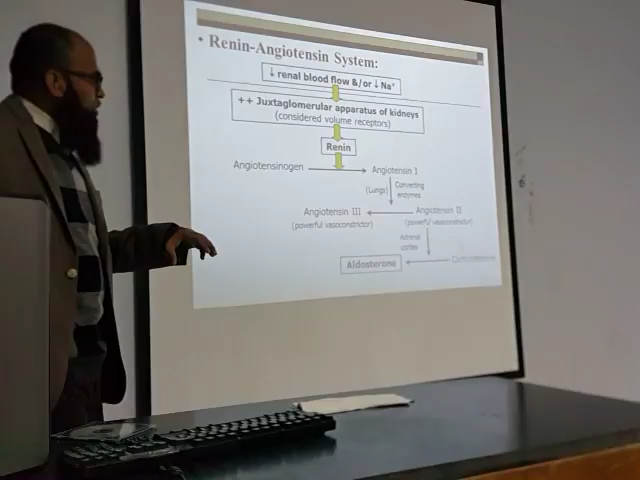 • Renin-Angiotensin System:
↓ renal blood flow &/or ↓ Na⁺
++ Juxtaglomerular apparatus of kidneys
(considered volume receptors)
Renin
Angiotensinogen
Angiotensin I
(Lungs)
Converting
enzymes
Angiotensin III
Angiotensin II
(powerful vasoconstrictor)
(powerful vasoconstrictor)
Adrenal
cortex
Aldosterone